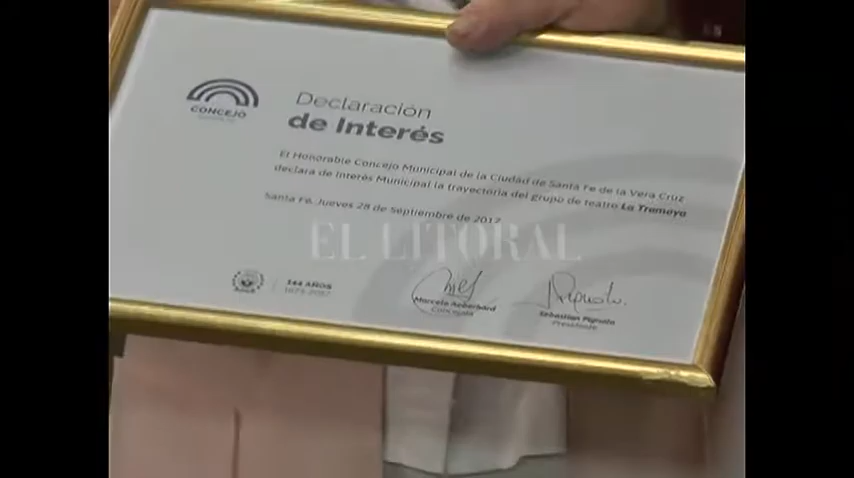 CONCEJO
Declaración
de Interés
El Honorable Concejo Municipal de la Ciudad de Santa Fe de la Vera Cruz
declara de Interés Municipal la trayectoria del grupo de teatro La Tramoya
Santa Fe, Jueves 28 de Septiembre de 2017
EL LITORAL
144 AÑOS
1873-2017
Concejala
Sebastián Pignata
Presidente